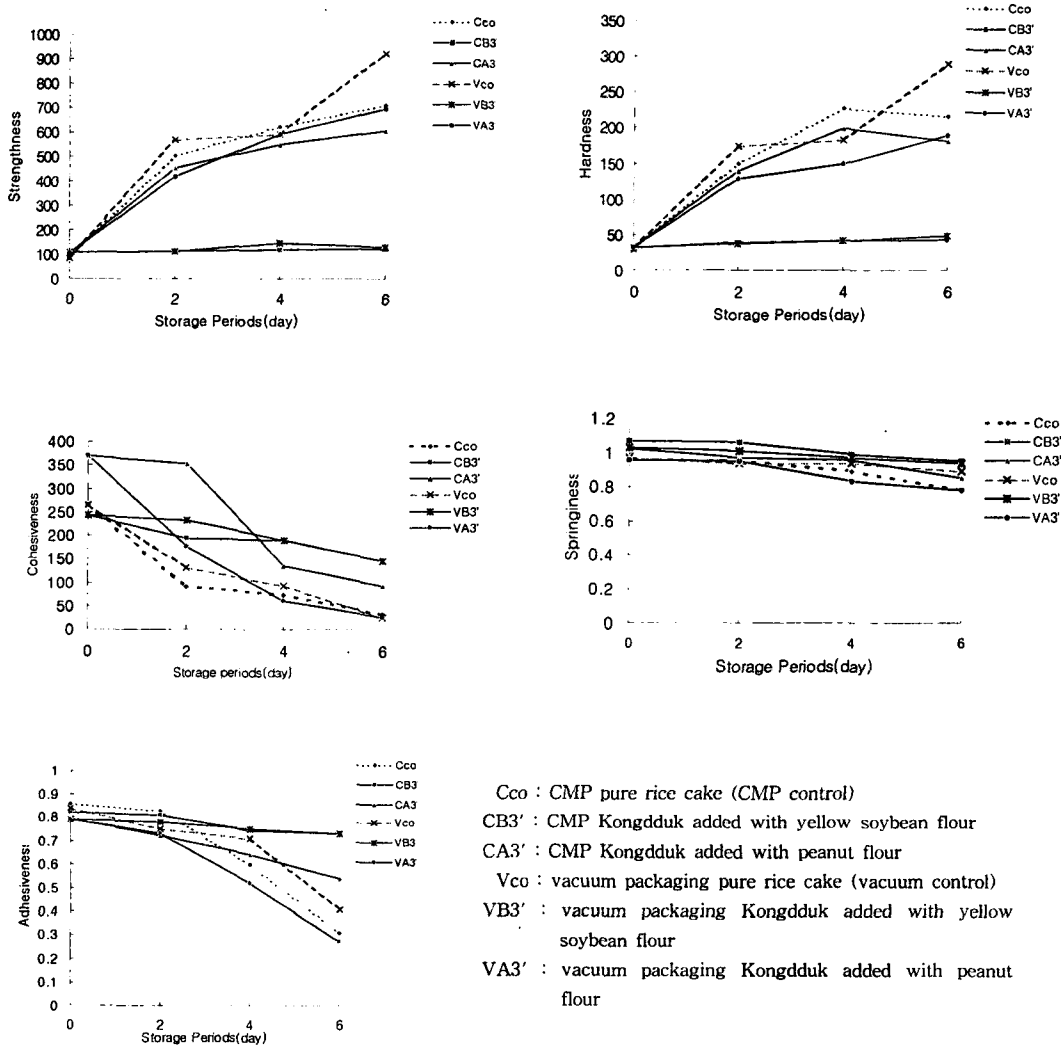 Cco
CB3'
CA3
Vco
VB3
VA3
1000
900
800
700
600
500
400
300
200
100
0
Strengthness
0 2 4 6
Storage Periods(day)
Cco
CB3'
CA3'
Vco
VB3'
VA3'
350
300
250
200
150
100
50
0
Hardness
0 2 4 6
Storage Periods(day)
Cco
CB3'
CA3'
Vco
VB3'
VA3'
400
350
300
250
200
150
100
50
0
Cohesiveness
0 2 4 6
Storage periods(day)
Cco
CB3'
CA3'
Vco
VB3'
VA3'
1.2
1
0.8
0.6
0.4
0.2
0
Springiness
0 2 4 6
Storage Periods(day)
Cco
CB3
CA3'
Vco
VB3
VA3'
1
0.9
0.8
0.7
0.6
0.5
0.4
0.3
0.2
0.1
0
Adhesiveness
0 2 4 6
Storage Periods(day)
Cco : CMP pure rice cake (CMP control)
CB3′ : CMP Kongdduk added with yellow soybean flour
CA3′ : CMP Kongdduk added with peanut flour
Vco : vacuum packaging pure rice cake (vacuum control)
VB3′ : vacuum packaging Kongdduk added with yellow
soybean flour
VA3′ : vacuum packaging Kongdduk added with peanut
flour